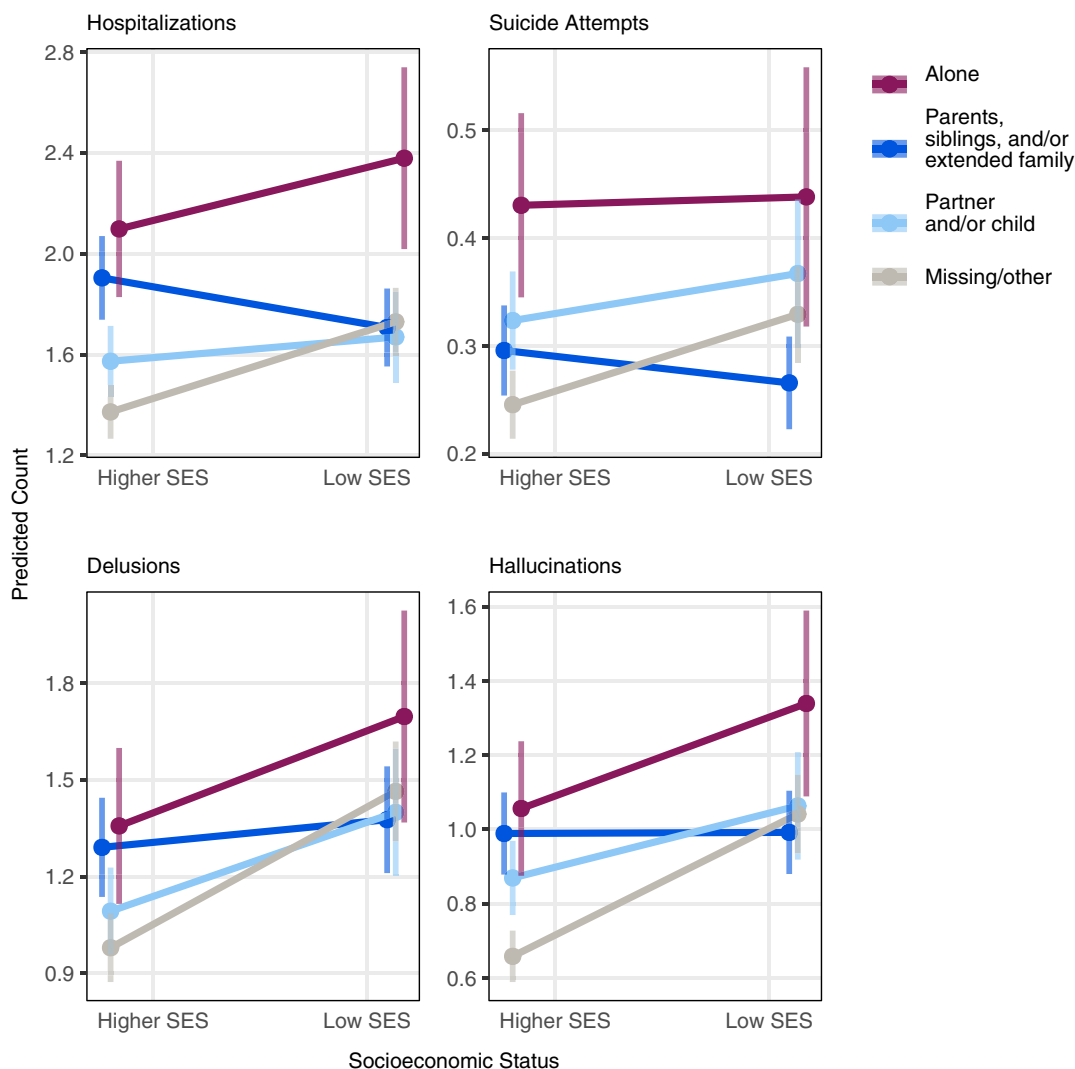 Hospitalizations
Suicide Attempts
2.8
2.4
2.0
1.6
1.2
0.5
0.4
0.3
0.2
Higher SES
Low SES
Higher SES
Low SES
Alone
Parents,
siblings, and/or
extended family
Partner
and/or child
Missing/other
Predicted Count
Delusions
Hallucinations
1.8
1.5
1.2
0.9
1.6
1.4
1.2
1.0
0.8
0.6
Higher SES
Low SES
Higher SES
Low SES
Socioeconomic Status